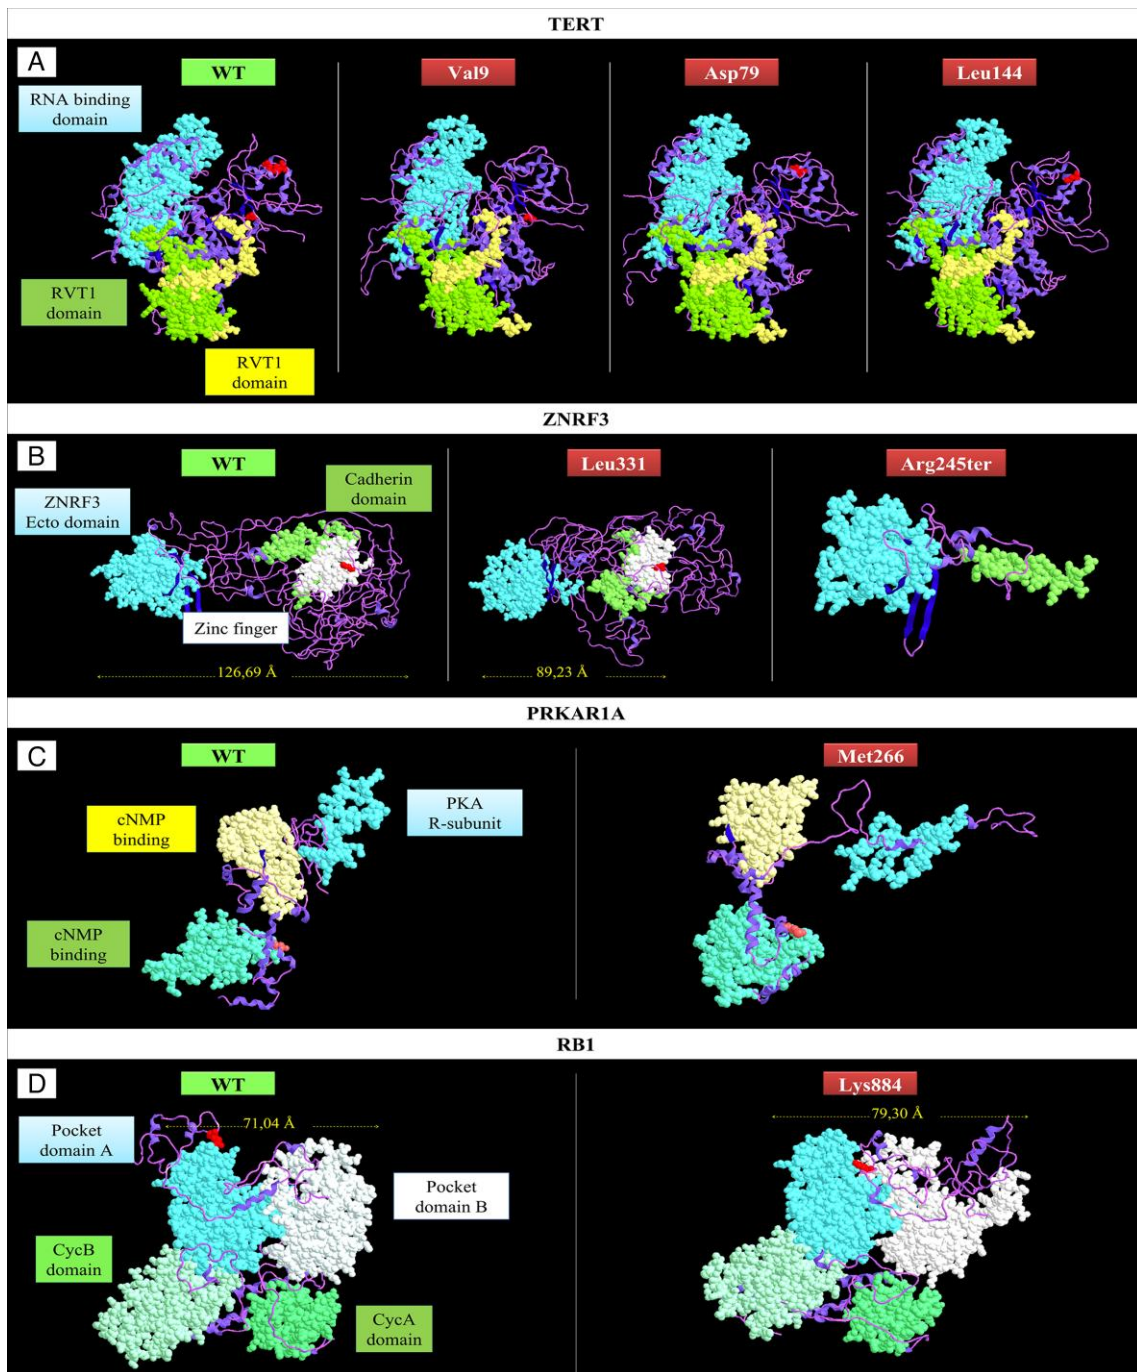 TERT
A
WT
Val9
Asp79
Leu144
RNA binding
domain
RVT1
domain
RVT1
domain
ZNRF3
B
WT
Leu331
Arg245ter
ZNRF3
Ecto domain
Cadherin
domain
Zinc finger
126,69 Å
89,23 Å
PRKAR1A
C
WT
Met266
cNMP
binding
PKA
R-subunit
cNMP
binding
RB1
D
WT
Lys884
71,04 Å
79,30 Å
Pocket
domain A
Pocket
domain B
CycB
domain
CycA
domain